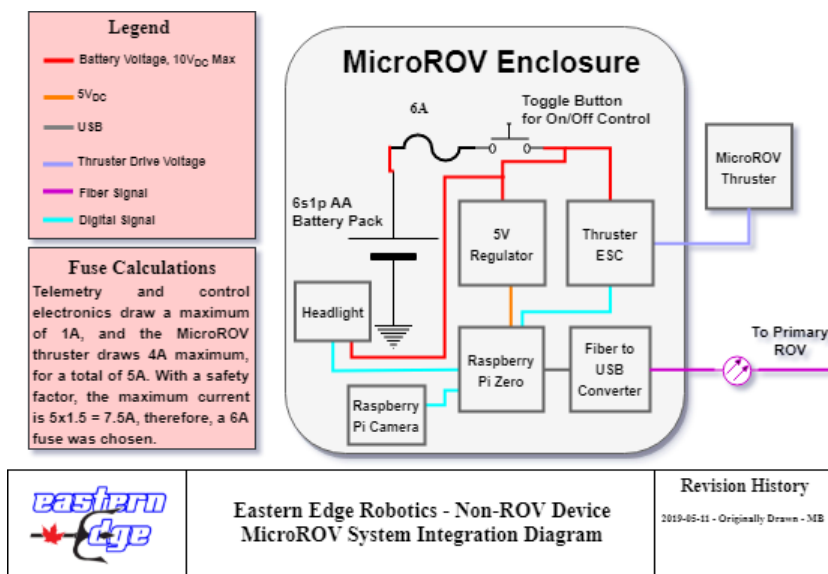 Legend
Battery Voltage, 10VDC Max
5VDC
USB
Thruster Drive Voltage
Fiber Signal
Digital Signal
Fuse Calculations
Telemetry and control
electronics draw a maximum
of 1A, and the MicroROV
thruster draws 4A maximum,
for a total of 5A. With a safety
factor, the maximum current
is 5x1.5 = 7.5A, therefore, a 6A
fuse was chosen.
MicroROV Enclosure
6A
Toggle Button
for On/Off Control
6s1p AA
Battery Pack
5V
Regulator
Thruster
ESC
MicroROV
Thruster
Headlight
Raspberry
Pi Zero
Fiber to
USB
Converter
To Primary
ROV
Raspberry
Pi Camera
eastern
edge
Eastern Edge Robotics - Non-ROV Device
MicroROV System Integration Diagram
Revision History
2019-05-11 - Originally Drawn - MB